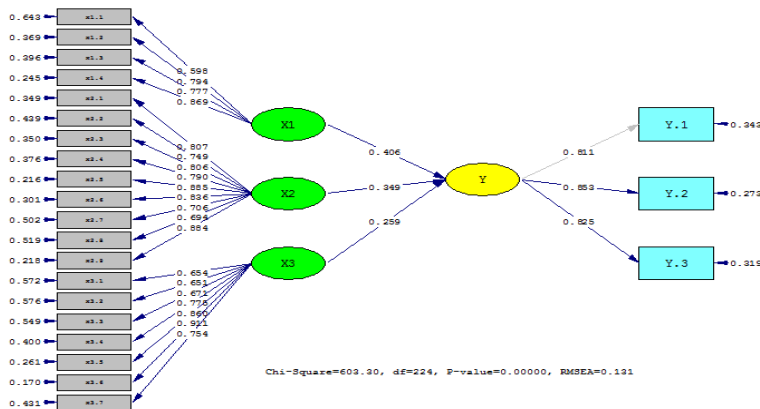 0.643 x1.1
0.369 x1.2
0.396 x1.3
0.245 x1.4
0.349 x2.1
0.439 x2.2
0.350 x2.3
0.376 x2.4
0.216 x2.5
0.301 x2.6
0.502 x2.7
0.519 x2.8
0.218 x2.9
0.572 x3.1
0.576 x3.2
0.549 x3.3
0.400 x3.4
0.261 x3.5
0.170 x3.6
0.431 x3.7
0.598
0.794
0.777
0.869
0.807
0.749
0.806
0.790
0.885
0.836
0.706
0.694
0.884
0.654
0.651
0.671
0.775
0.860
0.911
0.754
X1
X2
X3
0.406
0.349
0.259
Y
0.811
0.853
0.825
Y.1 0.343
Y.2 0.273
Y.3 0.319
Chi-Square=603.30, df=224, P-value=0.00000, RMSEA=0.131